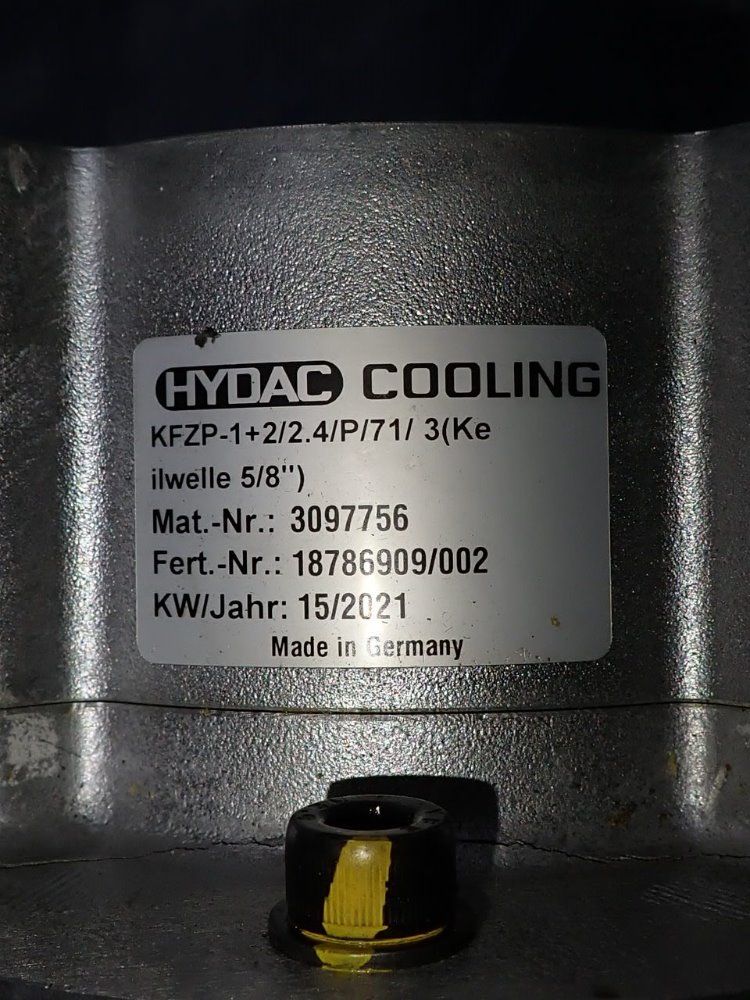 HYDAC COOLING
KFZP-1+2/2.4/P/71/ 3(Ke
ilwelle 5/8")
Mat.-Nr.: 3097756
Fert.-Nr.: 18786909/002
KW/Jahr: 15/2021
Made in Germany